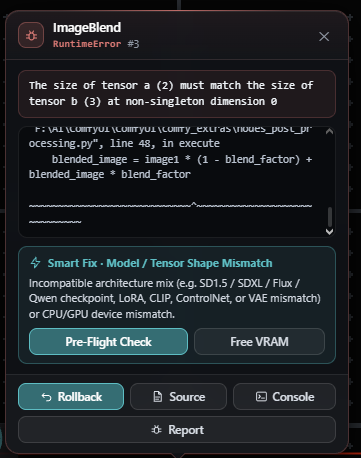 ImageBlend
RuntimeError #3
The size of tensor a (2) must match the size of
tensor b (3) at non-singleton dimension 0
"F:\AI\ComfyUI\ComfyUI\comfy_extras\nodes_post_pr
ocessing.py", line 48, in execute
blended_image = image1 * (1 - blend_factor) +
blended_image * blend_factor
~~~~~~~~~~~~~~~~~~~~~~~~~~~~^~~~~~~~~~~~~~~~~~~~~
~~~~~~~~~
Smart Fix · Model / Tensor Shape Mismatch
Incompatible architecture mix (e.g. SD1.5 / SDXL / Flux /
Qwen checkpoint, LoRA, CLIP, ControlNet, or VAE mismatch)
or CPU/GPU device mismatch.
Pre-Flight Check
Free VRAM
Rollback
Source
Console
Report